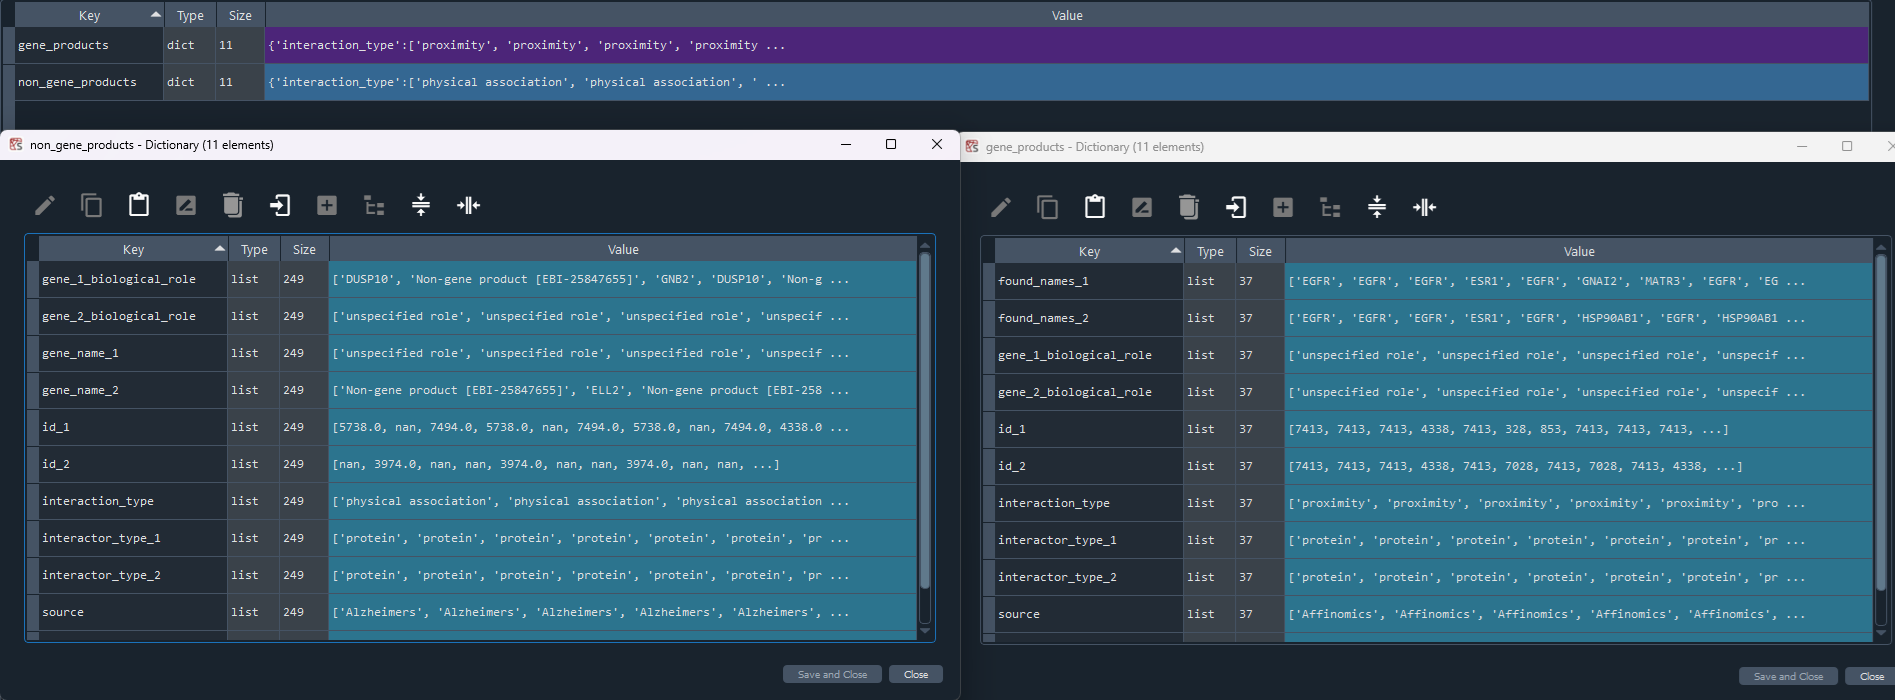 Key Type Size Value
gene_products dict 11 {'interaction_type':['proximity', 'proximity', 'proximity', 'proximity ...
non_gene_products dict 11 {'interaction_type':['physical association', 'physical association', ' ...
non_gene_products - Dictionary (11 elements)
Key Type Size Value
gene_1_biological_role list 249 ['DUSP10', 'Non-gene product [EBI-25847655]', 'GNB2', 'DUSP10', 'Non-g ...
gene_2_biological_role list 249 ['unspecified role', 'unspecified role', 'unspecified role', 'unspecif ...
gene_name_1 list 249 ['unspecified role', 'unspecified role', 'unspecified role', 'unspecif ...
gene_name_2 list 249 ['Non-gene product [EBI-25847655]', 'ELL2', 'Non-gene product [EBI-258 ...
id_1 list 249 [5738.0, nan, 7494.0, 5738.0, nan, 7494.0, 5738.0, nan, 7494.0, 4338.0 ...
id_2 list 249 [nan, 3974.0, nan, nan, 3974.0, nan, nan, 3974.0, nan, nan, ...]
interaction_type list 249 ['physical association', 'physical association', 'physical association ...
interactor_type_1 list 249 ['protein', 'protein', 'protein', 'protein', 'protein', 'protein', 'pr ...
interactor_type_2 list 249 ['protein', 'protein', 'protein', 'protein', 'protein', 'protein', 'pr ...
source list 249 ['Alzheimers', 'Alzheimers', 'Alzheimers', 'Alzheimers', 'Alzheimers', ...
Save and Close Close
gene_products - Dictionary (11 elements)
Key Type Size Value
found_names_1 list 37 ['EGFR', 'EGFR', 'EGFR', 'ESR1', 'EGFR', 'GNAI2', 'MATR3', 'EGFR', 'EG ...
found_names_2 list 37 ['EGFR', 'EGFR', 'EGFR', 'ESR1', 'EGFR', 'HSP90AB1', 'EGFR', 'HSP90AB1 ...
gene_1_biological_role list 37 ['unspecified role', 'unspecified role', 'unspecified role', 'unspecif ...
gene_2_biological_role list 37 ['unspecified role', 'unspecified role', 'unspecified role', 'unspecif ...
id_1 list 37 [7413, 7413, 7413, 4338, 7413, 328, 853, 7413, 7413, 7413, ...]
id_2 list 37 [7413, 7413, 7413, 4338, 7413, 7028, 7413, 7028, 7413, 4338, ...]
interaction_type list 37 ['proximity', 'proximity', 'proximity', 'proximity', 'proximity', 'pro ...
interactor_type_1 list 37 ['protein', 'protein', 'protein', 'protein', 'protein', 'protein', 'pr ...
interactor_type_2 list 37 ['protein', 'protein', 'protein', 'protein', 'protein', 'protein', 'pr ...
source list 37 ['Affinomics', 'Affinomics', 'Affinomics', 'Affinomics', 'Affinomics', ...
Save and Close Close